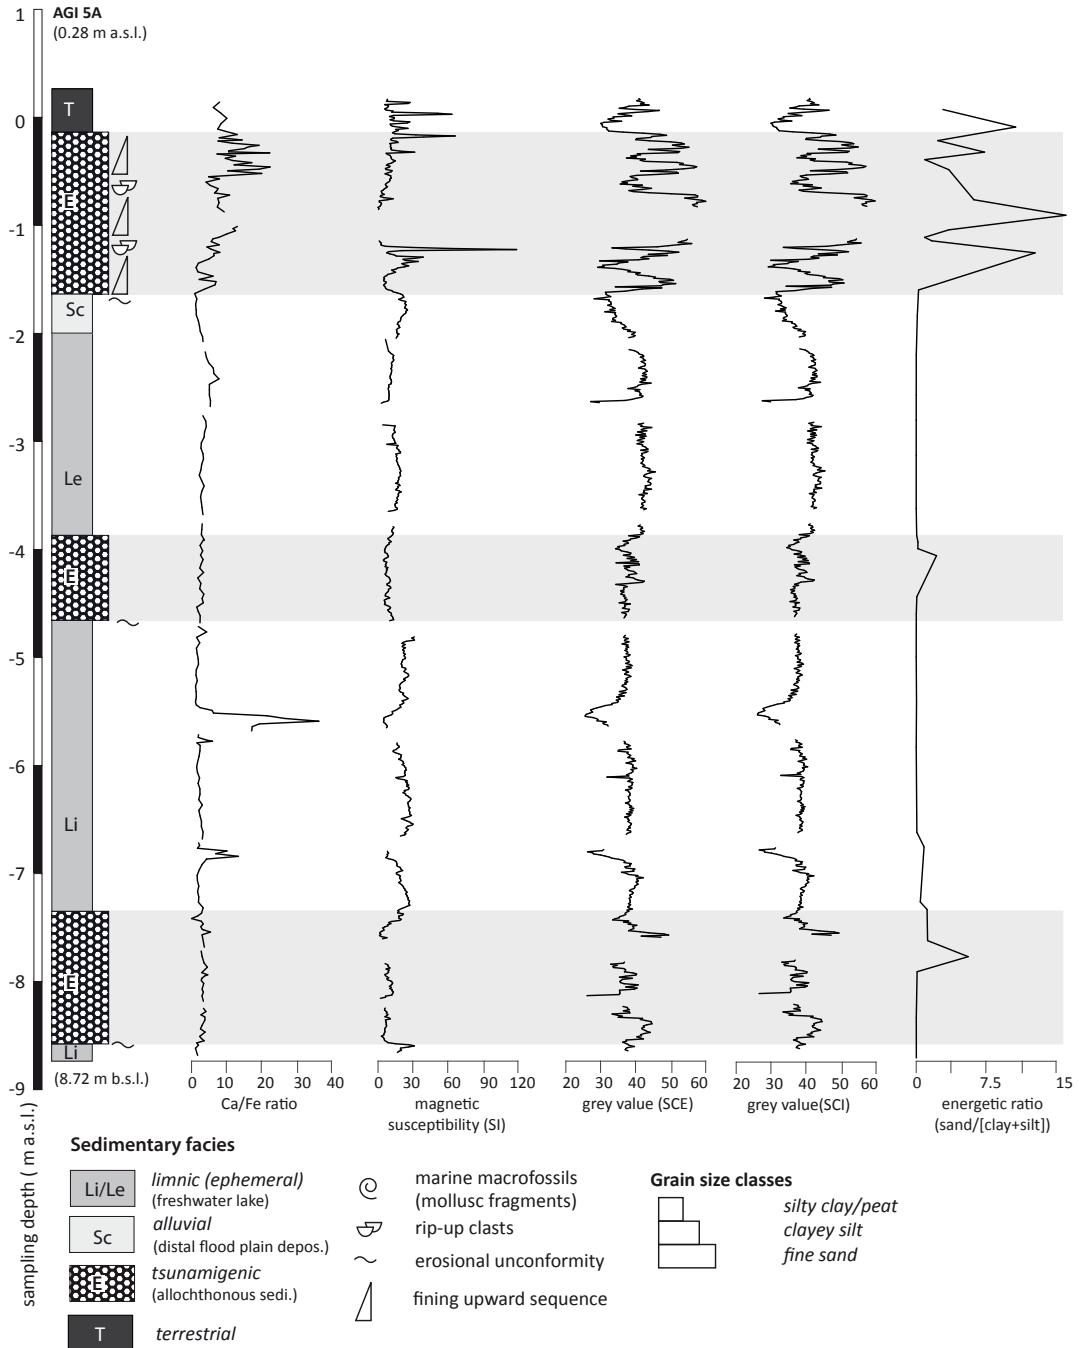 AGI 5A
(0.28 m a.s.l.)
1
0
-1
-2
-3
-4
-5
-6
-7
-8
-9
T
E
Sc
Le
E
Li
E
Li
(8.72 m b.s.l.)
sampling depth ( m a.s.l.)
0 10 20 30 40
Ca/Fe ratio
0 30 60 90 120
magnetic
susceptibility (SI)
20 30 40 50 60
grey value (SCE)
20 30 40 50 60
grey value(SCI)
0 7.5 15
energetic ratio
(sand/[clay+silt])
Sedimentary facies
Li/Le
limnic (ephemeral)
(freshwater lake)
Sc
alluvial
(distal flood plain depos.)
E
tsunamigenic
(allochthonous sedi.)
T
terrestrial
marine macrofossils
(mollusc fragments)
rip-up clasts
erosional unconformity
fining upward sequence
Grain size classes
silty clay/peat
clayey silt
fine sand